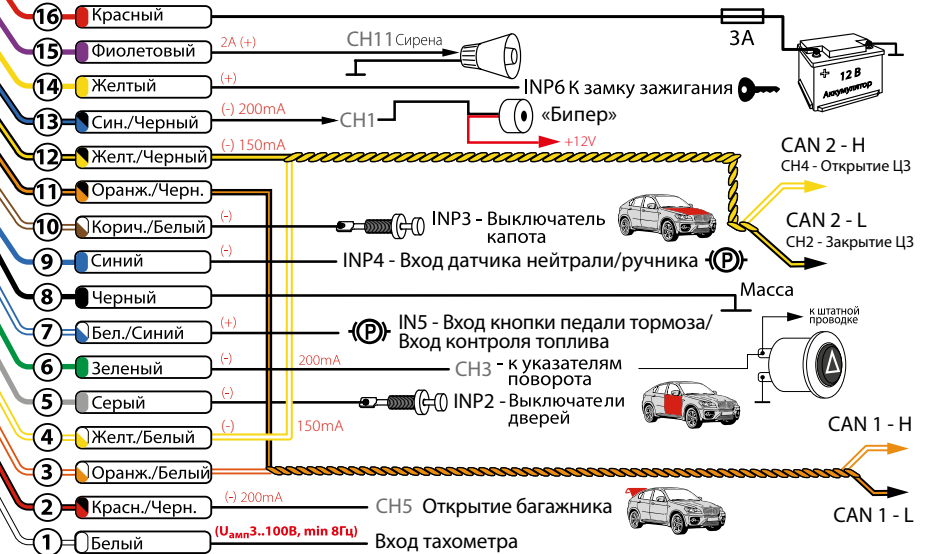 16 Красный 3А
15 Фиолетовый 2А (+) CH11 Сирена
14 Желтый (+) INP6 К замку зажигания
+ 12 В -
Аккумулятор
13 Син./Черный (-) 200mA CH1 «Бипер»
+12V
12 Желт./Черный (-) 150mA
CAN 2 - H
CH4 - Открытие ЦЗ
11 Оранж./Черн.
10 Корич./Белый (-) INP3 - Выключатель
капота
CAN 2 - L
CH2 - Закрытие ЦЗ
9 Синий (-) INP4 - Вход датчика нейтрали/ручника (P)
8 Черный Масса
7 Бел./Синий (+) (P) IN5 - Вход кнопки педали тормоза/
Вход контроля топлива
к штатной
проводке
6 Зеленый (-) 200mA CH3 - к указателям
поворота
5 Серый (-) INP2 - Выключатели
дверей
4 Желт./Белый (-) 150mA
CAN 1 - H
3 Оранж./Белый
2 Красн./Черн. (-) 200mA CH5 Открытие багажника
CAN 1 - L
1 Белый (Uамп3..100В, min 8Гц) Вход тахометра